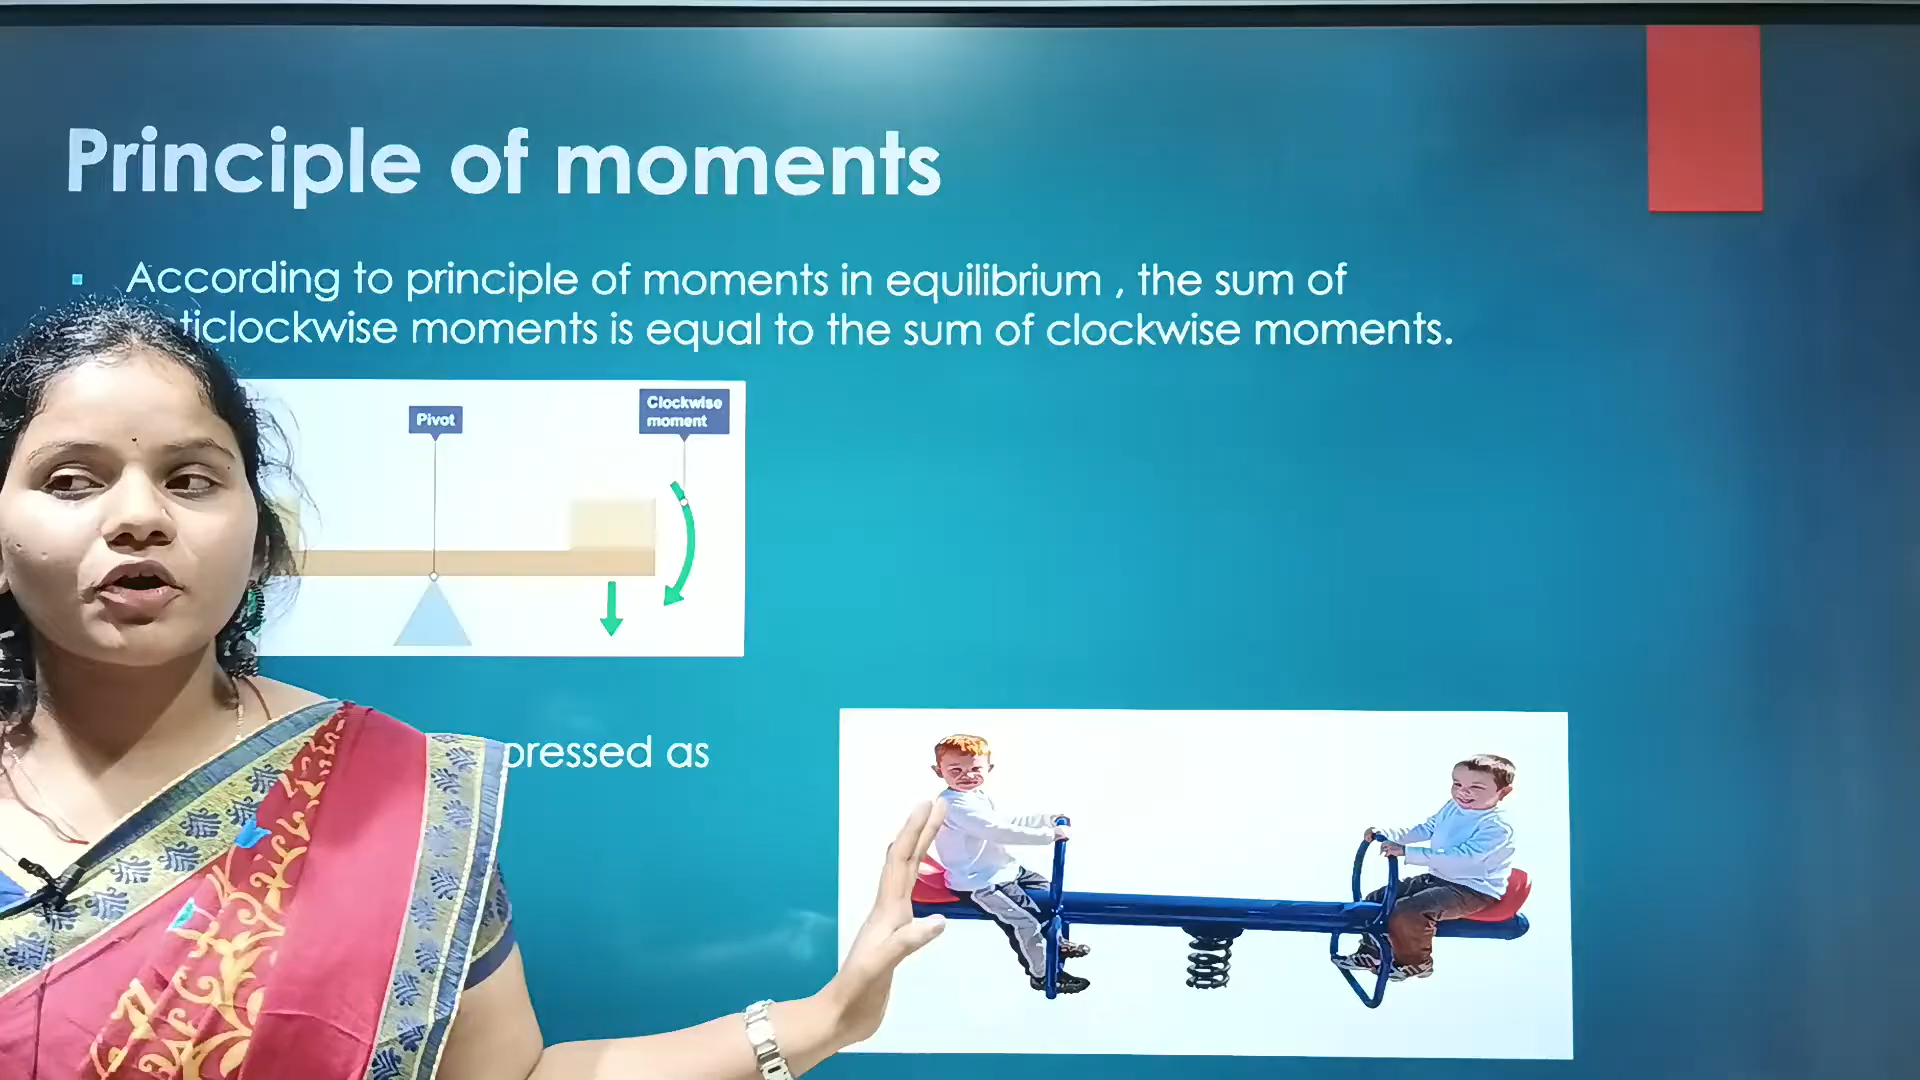 Principle of moments
According to principle of moments in equilibrium , the sum of
ticlockwise moments is equal to the sum of clockwise moments.
Pivot
Clockwise
moment
pressed as